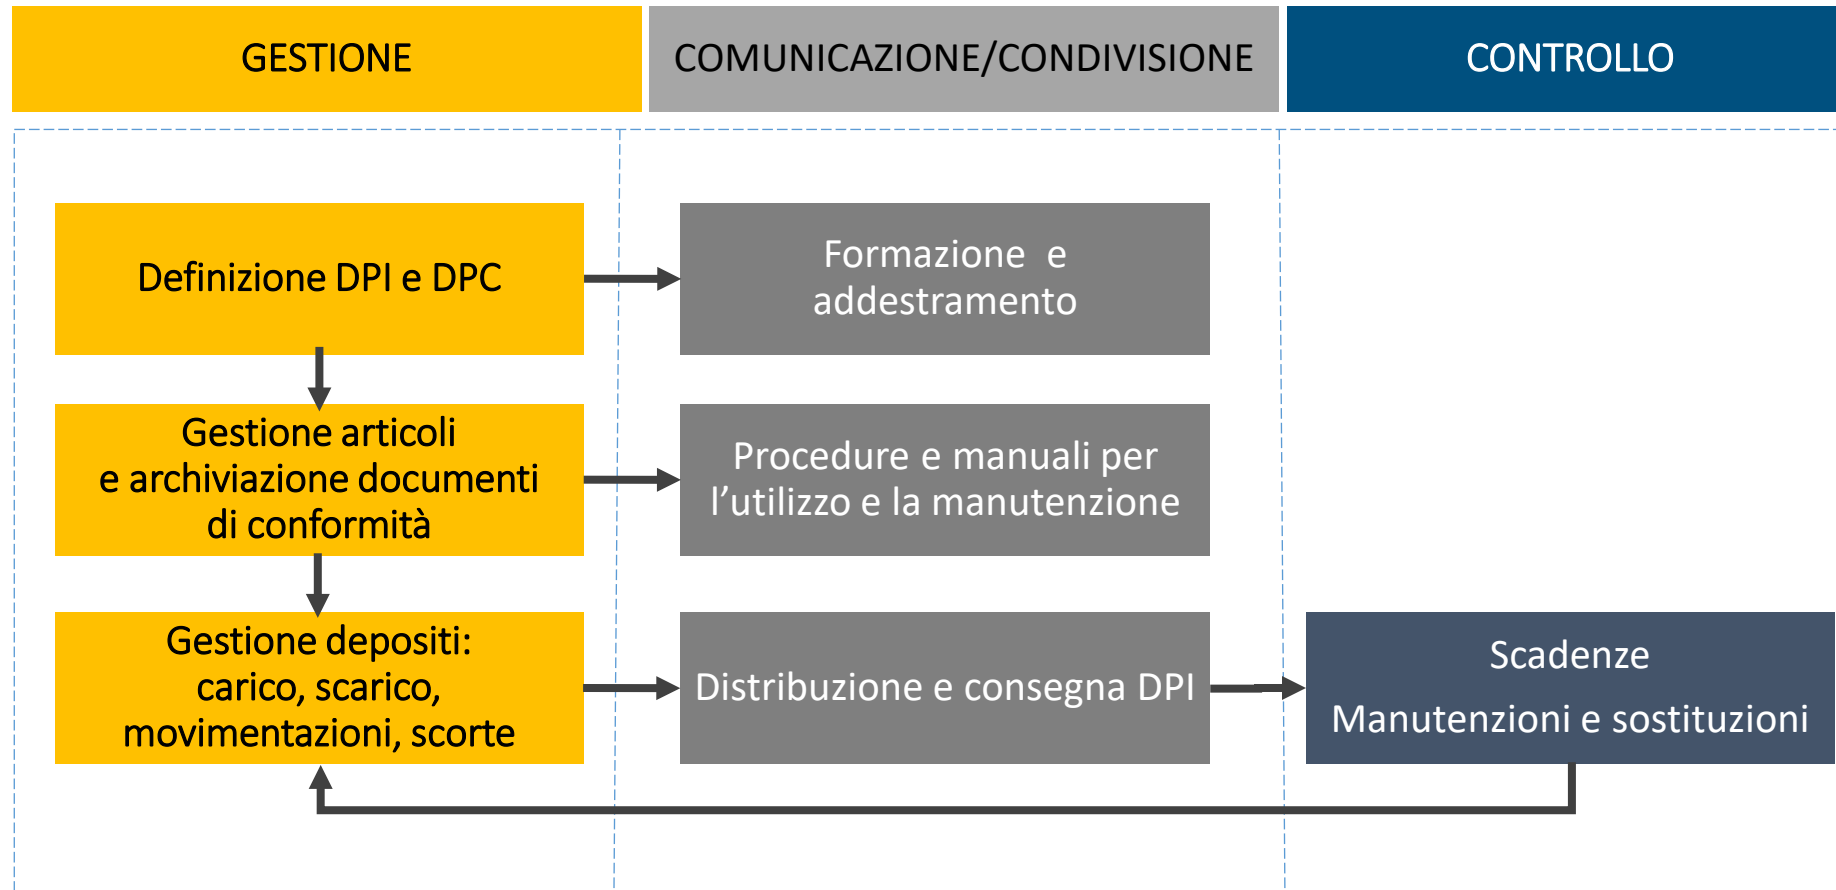 GESTIONE
COMUNICAZIONE/CONDIVISIONE
CONTROLLO
Definizione DPI e DPC
Formazione e
addestramento
Gestione articoli
e archiviazione documenti
di conformità
Procedure e manuali per
l’utilizzo e la manutenzione
Gestione depositi:
carico, scarico,
movimentazioni, scorte
Distribuzione e consegna DPI
Scadenze
Manutenzioni e sostituzioni